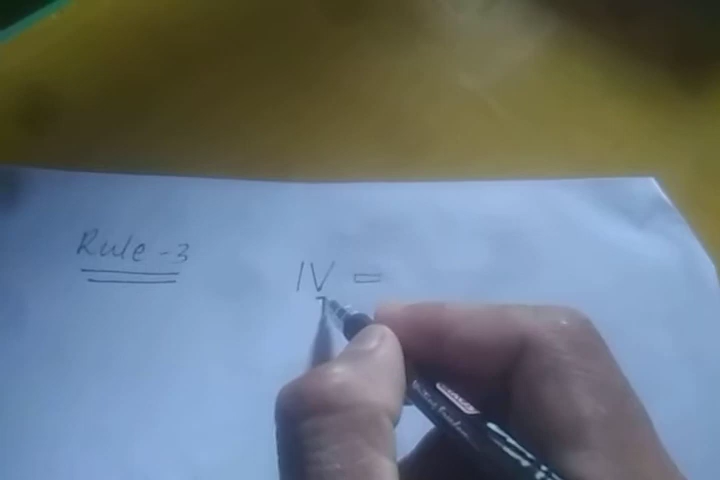 Rule-3
IV =